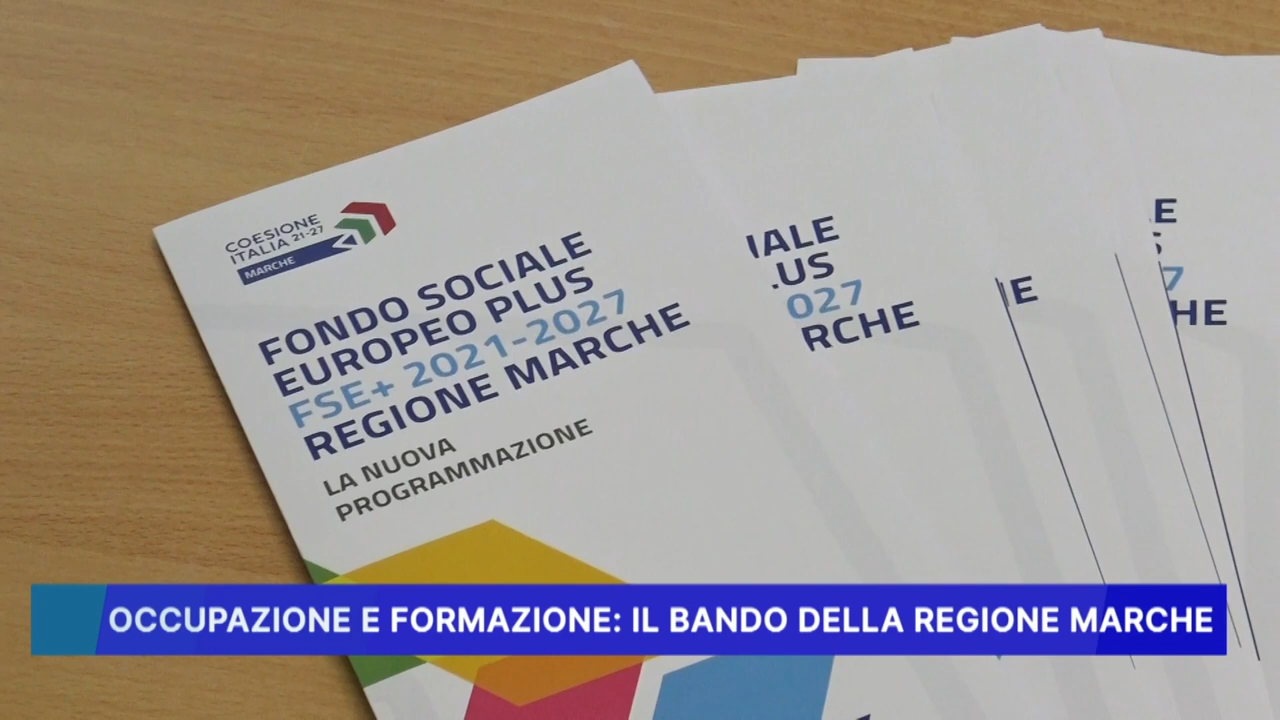 COESIONE
ITALIA 21-27
MARCHE
FONDO SOCIALE
EUROPEO PLUS
FSE+ 2021-2027
REGIONE MARCHE
LA NUOVA
PROGRAMMAZIONE
IALE
LUS
027
RCHE
E
E
S
7
HE
OCCUPAZIONE E FORMAZIONE: IL BANDO DELLA REGIONE MARCHE